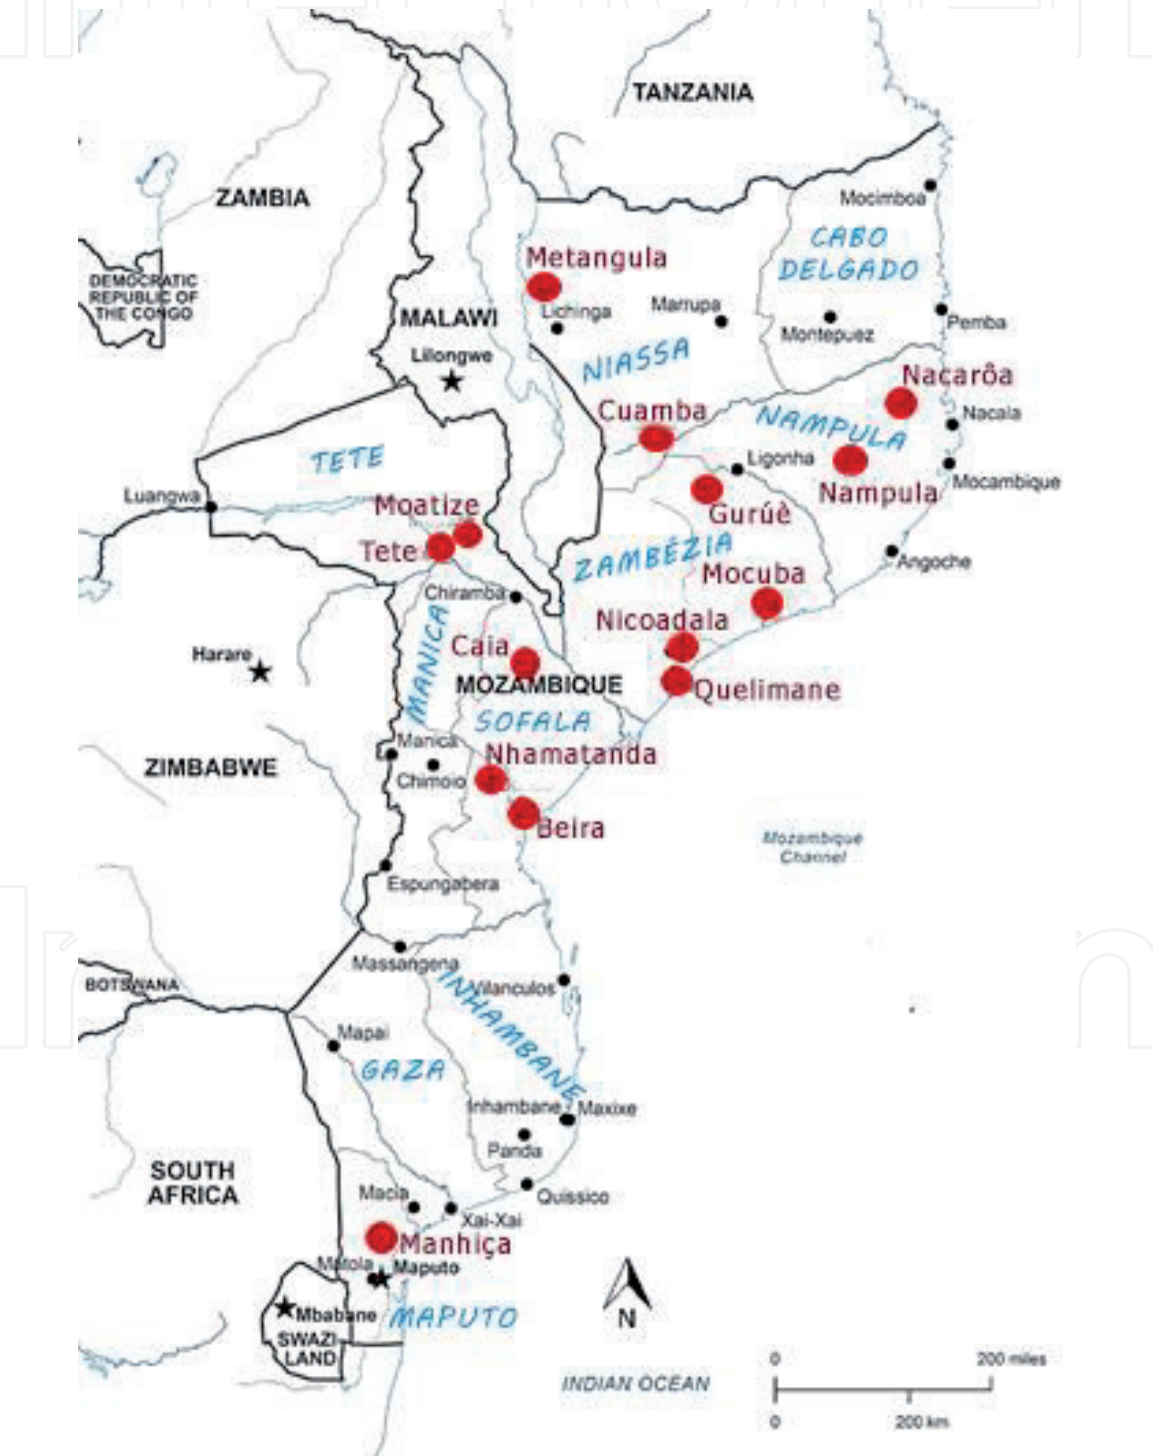 TANZANIA
ZAMBIA
Mocimboa
CABO
DELGADO
Metangula
DEMOCRATIC
REPUBLIC OF
THE CONGO
Lichinga
Marrupa
MALAWI
Pemba
Montepuez
Lilongwe
NIASSA
Nacarôa
Cuamba
Nacala
NAMPULA
TETE
Ligonha
Mocambique
Luangwa
Nampula
Moatize
Gurúè
Tete
ZAMBÉZIA
Angoche
Mocuba
Chiramba
Nicoadala
MANICA
Caia
Harare
MOZAMBIQUE
Quelimane
SOFALA
Manica
Nhamatanda
ZIMBABWE
Chimoio
Beira
Mozambique
Channel
Espungabera
Massangena
BOTSWANA
Vilanculos
INHAMBANE
Mapai
GAZA
Inhambane
Maxixe
Panda
SOUTH
AFRICA
Macia
Quissico
Xai-Xai
Manhiça
Matola
Maputo
Mbabane
MAPUTO
N
SWAZI
LAND
0
200 miles
INDIAN OCEAN
0
200 km